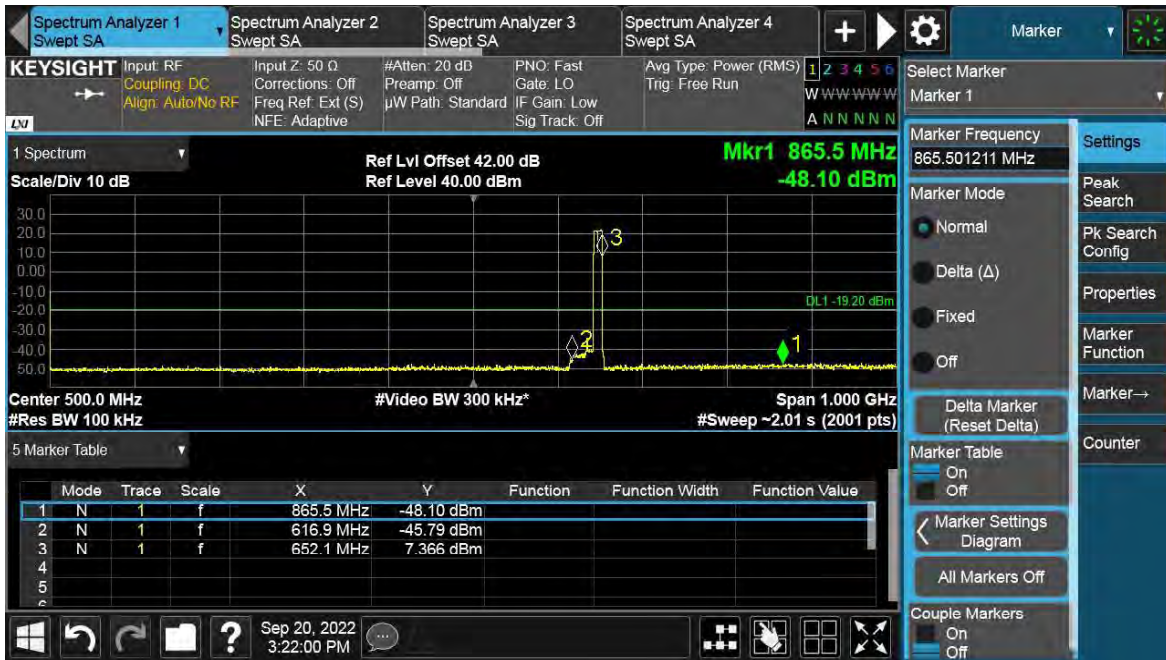 Spectrum Analyzer 1
Swept SA
Spectrum Analyzer 2
Swept SA
Spectrum Analyzer 3
Swept SA
Spectrum Analyzer 4
Swept SA
+
Marker
KEYSIGHT
LXI
Input: RF
Coupling: DC
Align: Auto/No RF
Input Z: 50 Ω
Corrections: Off
Freq Ref: Ext (S)
NFE: Adaptive
#Atten: 20 dB
Preamp: Off
µW Path: Standard
PNO: Fast
Gate: LO
IF Gain: Low
Sig Track: Off
Avg Type: Power (RMS)
Trig: Free Run
1 2 3 4 5 6
W W W W W W
A N N N N N
1 Spectrum
Scale/Div 10 dB
Ref Lvl Offset 42.00 dB
Ref Level 40.00 dBm
Mkr1 865.5 MHz
-48.10 dBm
30.0
20.0
10.0
0.00
-10.0
-20.0
-30.0
-40.0
50.0
3
2
1
DL1 -19.20 dBm
Center 500.0 MHz
#Video BW 300 kHz*
Span 1.000 GHz
#Res BW 100 kHz
#Sweep ~2.01 s (2001 pts)
5 Marker Table
Mode Trace Scale X Y Function Function Width Function Value
1 N 1 f 865.5 MHz -48.10 dBm
2 N 1 f 616.9 MHz -45.79 dBm
3 N 1 f 652.1 MHz 7.366 dBm
4
5
?
Sep 20, 2022
3:22:00 PM
Select Marker
Marker 1
Marker Frequency
865.501211 MHz
Marker Mode
Normal
Delta (Δ)
Fixed
Off
Delta Marker
(Reset Delta)
Marker Table
On
Off
Marker Settings
Diagram
All Markers Off
Couple Markers
On
Off
Settings
Peak
Search
Pk Search
Config
Properties
Marker
Function
Marker→
Counter